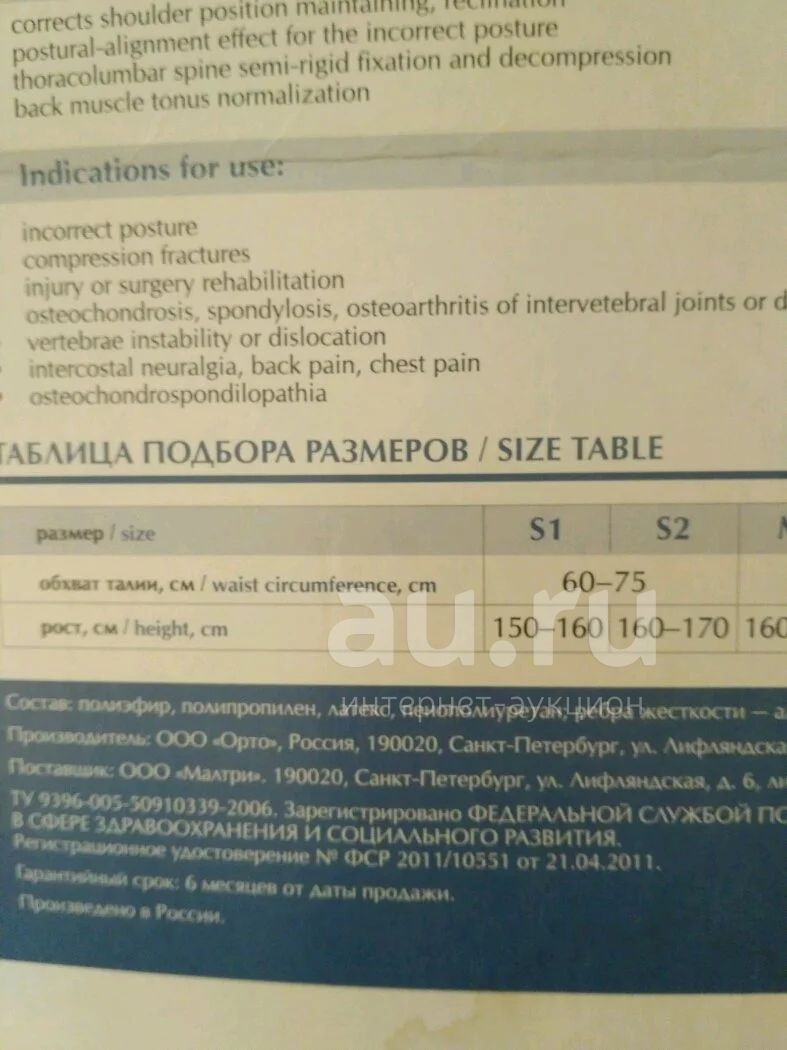 corrects shoulder position maintaining, reclination
postural-alignment effect for the incorrect posture
thoracolumbar spine semi-rigid fixation and decompression
back muscle tonus normalization
Indications for use:
incorrect posture
compression fractures
injury or surgery rehabilitation
osteochondrosis, spondylosis, osteoarthritis of intervetebral joints or d
vertebrae instability or dislocation
intercostal neuralgia, back pain, chest pain
osteochondrospondilopathia
ТАБЛИЦА ПОДБОРА РАЗМЕРОВ / SIZE TABLE
размер / size S1 S2
обхват талии, см / waist circumference, cm 60–75
рост, см / height, cm 150–160 160–170 160
au.ru
интернет-аукцион
Состав: полиэфир, полипропилен, латекс, пенополиуретан, ребра жесткости — а
Производитель: ООО «Орто», Россия, 190020, Санкт-Петербург, ул. Лифляндска
Поставщик: ООО «Малтри». 190020, Санкт-Петербург, ул. Лифляндская, д. 6, ли
ТУ 9396-005-50910339-2006. Зарегистрировано ФЕДЕРАЛЬНОЙ СЛУЖБОЙ ПО
В СФЕРЕ ЗДРАВООХРАНЕНИЯ И СОЦИАЛЬНОГО РАЗВИТИЯ.
Регистрационное удостоверение № ФСР 2011/10551 от 21.04.2011.
Гарантийный срок: 6 месяцев от даты продажи.
Произведено в России.